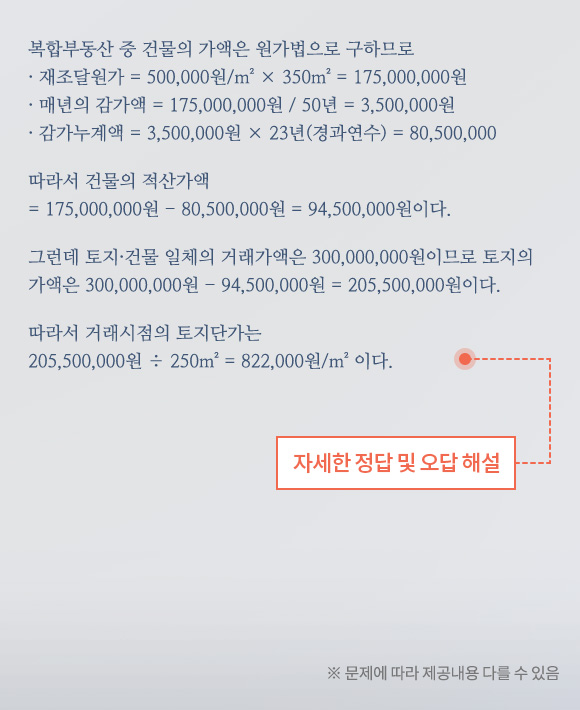 복합부동산 중 건물의 가액은 원가법으로 구하므로
· 재조달원가 = 500,000원/㎡ × 350㎡ = 175,000,000원
· 매년의 감가액 = 175,000,000원 / 50년 = 3,500,000원
· 감가누계액 = 3,500,000원 × 23년(경과연수) = 80,500,000
따라서 건물의 적산가액
= 175,000,000원 − 80,500,000원 = 94,500,000원이다.
그런데 토지·건물 일체의 거래가액은 300,000,000원이므로 토지의
가액은 300,000,000원 − 94,500,000원 = 205,500,000원이다.
따라서 거래시점의 토지단가는
205,500,000원 ÷ 250㎡ = 822,000원/㎡ 이다.
자세한 정답 및 오답 해설
※ 문제에 따라 제공내용 다를 수 있음